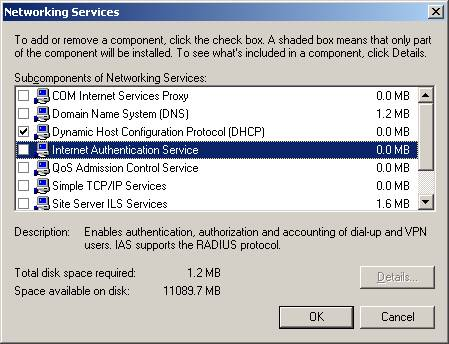 Networking Services
To add or remove a component, click the check box. A shaded box means that only part
of the component will be installed. To see what's included in a component, click Details.
Subcomponents of Networking Services:
COM Internet Services Proxy 0.0 MB
Domain Name System (DNS) 1.2 MB
Dynamic Host Configuration Protocol (DHCP) 0.0 MB
Internet Authentication Service 0.0 MB
QoS Admission Control Service 0.0 MB
Simple TCP/IP Services 0.0 MB
Site Server ILS Services 1.6 MB
Description: Enables authentication, authorization and accounting of dial-up and VPN
users. IAS supports the RADIUS protocol.
Total disk space required: 1.2 MB
Space available on disk: 11089.7 MB
Details...
OK Cancel